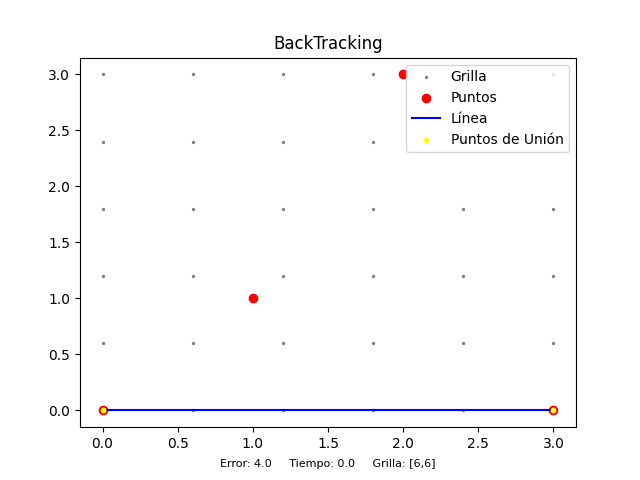 BackTracking
Grilla
Puntos
Línea
Puntos de Unión
3.0
2.5
2.0
1.5
1.0
0.5
0.0
0.0 0.5 1.0 1.5 2.0 2.5 3.0
Error: 4.0 Tiempo: 0.0 Grilla: [6,6]